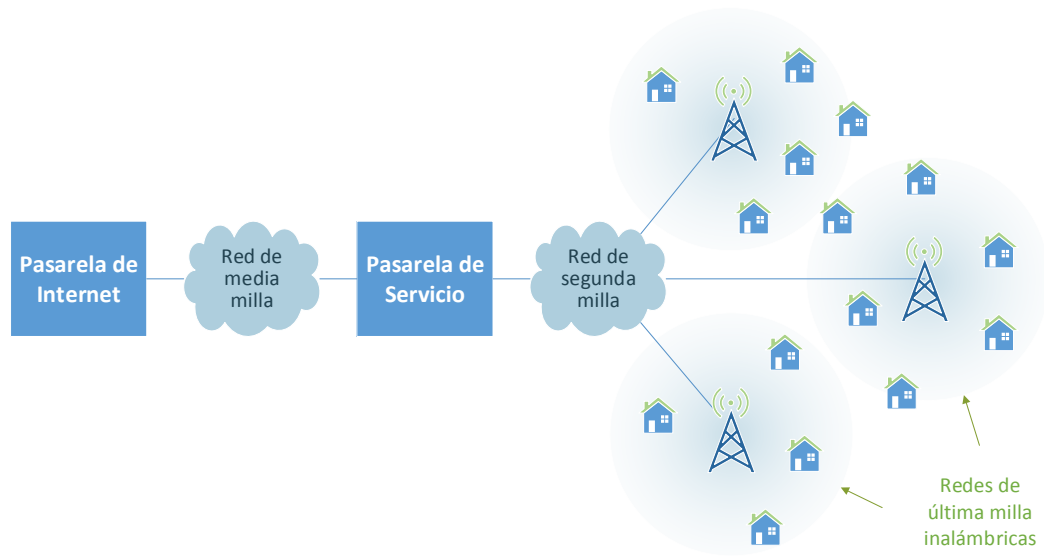 Pasarela de
Internet
Red de
media
milla
Pasarela de
Servicio
Red de
segunda
milla
Redes de
última milla
inalámbricas